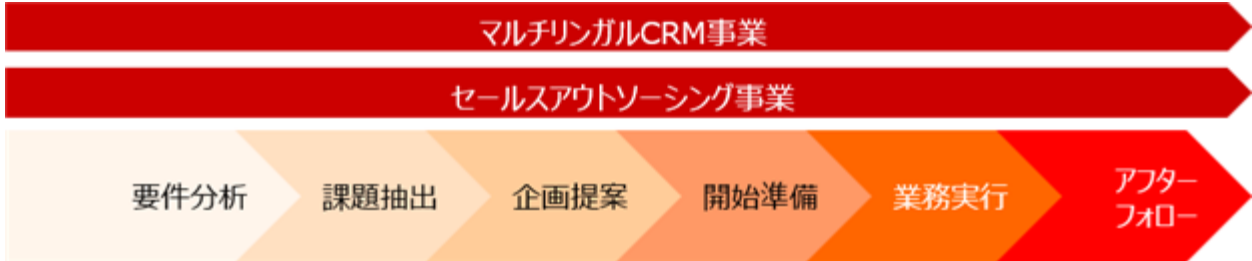 マルチリンガルCRM事業
セールスアウトソーシング事業
要件分析
課題抽出
企画提案
開始準備
業務実行
アフター
フォロー